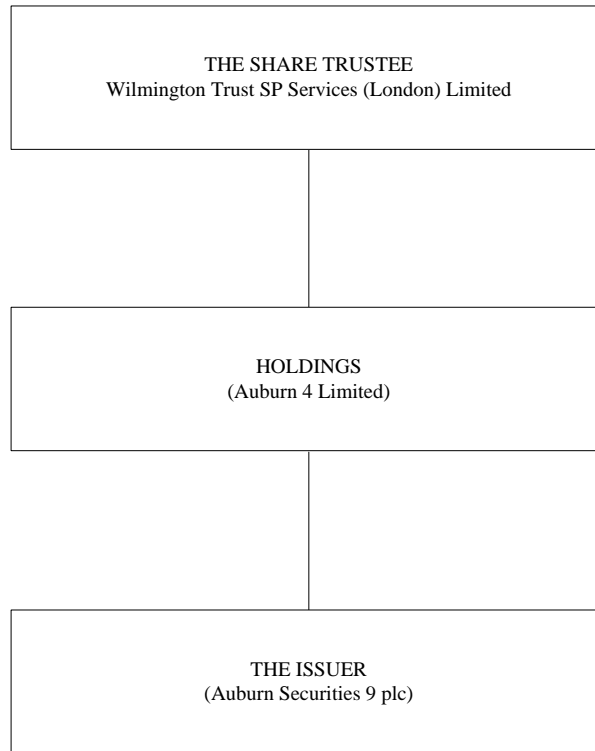 THE SHARE TRUSTEE
Wilmington Trust SP Services (London) Limited
HOLDINGS
(Auburn 4 Limited)
THE ISSUER
(Auburn Securities 9 plc)